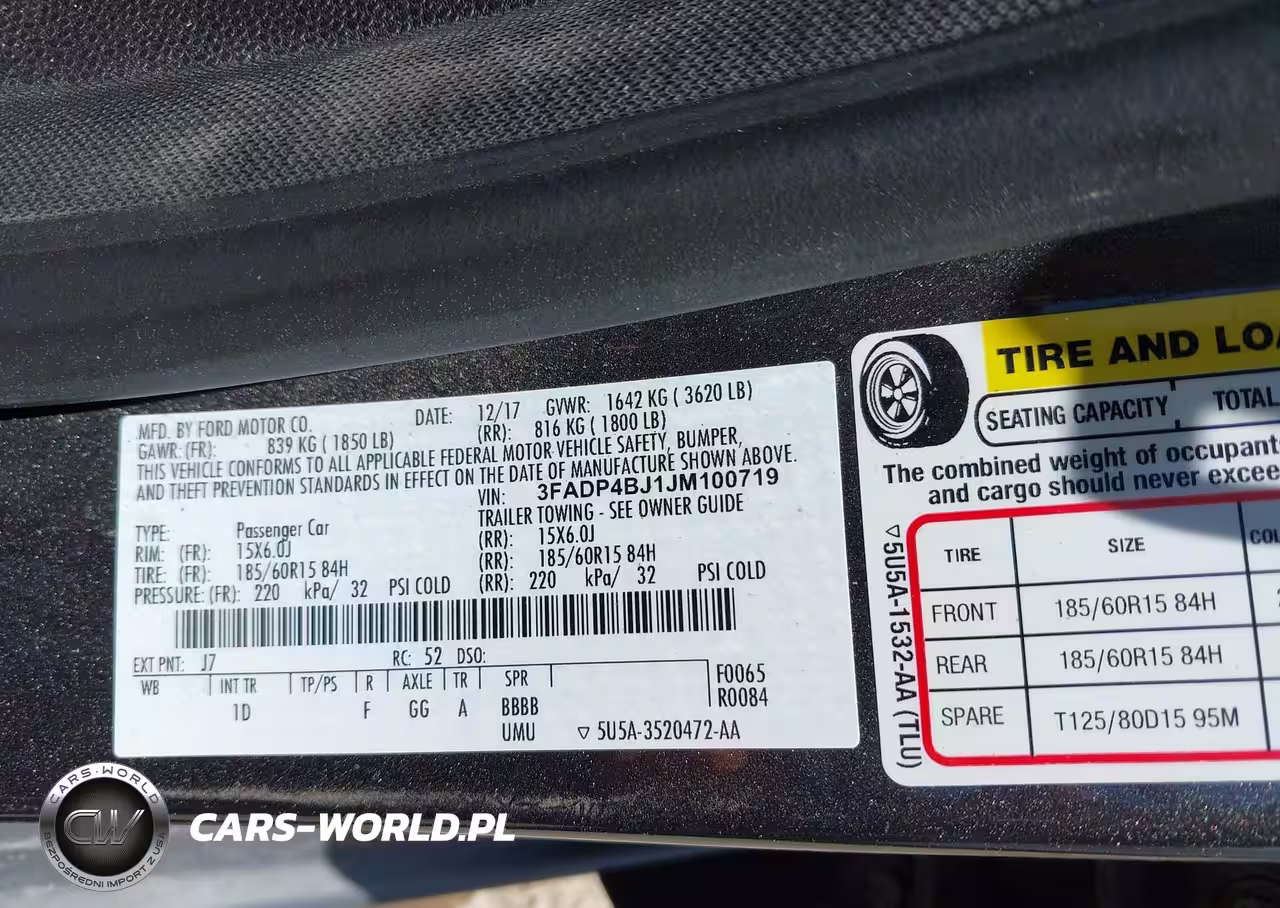 MFD. BY FORD MOTOR CO. DATE: 12/17 GVWR: 1642 KG ( 3620 LB)
GAWR: (FR): 839 KG ( 1850 LB) (RR): 816 KG ( 1800 LB)
THIS VEHICLE CONFORMS TO ALL APPLICABLE FEDERAL MOTOR VEHICLE SAFETY, BUMPER,
AND THEFT PREVENTION STANDARDS IN EFFECT ON THE DATE OF MANUFACTURE SHOWN ABOVE.
VIN: 3FADP4BJ1JM100719
TRAILER TOWING - SEE OWNER GUIDE
TYPE: Passenger Car
RIM: (FR): 15X6.0J (RR): 15X6.0J
TIRE: (FR): 185/60R15 84H (RR): 185/60R15 84H
PRESSURE: (FR): 220 kPa/ 32 PSI COLD (RR): 220 kPa/ 32 PSI COLD
EXT PNT: J7 RC: 52 DSO:
WB INT TR TP/PS R AXLE TR SPR F0065
1D F GG A BBBB R0084
UMU ▽ 5U5A-3520472-AA
TIRE AND LOA
SEATING CAPACITY TOTAL
The combined weight of occupants
and cargo should never excee
▽5U5A-1532-AA (TLU)
TIRE SIZE COL
FRONT 185/60R15 84H
REAR 185/60R15 84H
SPARE T125/80D15 95M
CARS-WORLD
CW
BEZPOŚREDNI IMPORT Z USA
CARS-WORLD.PL